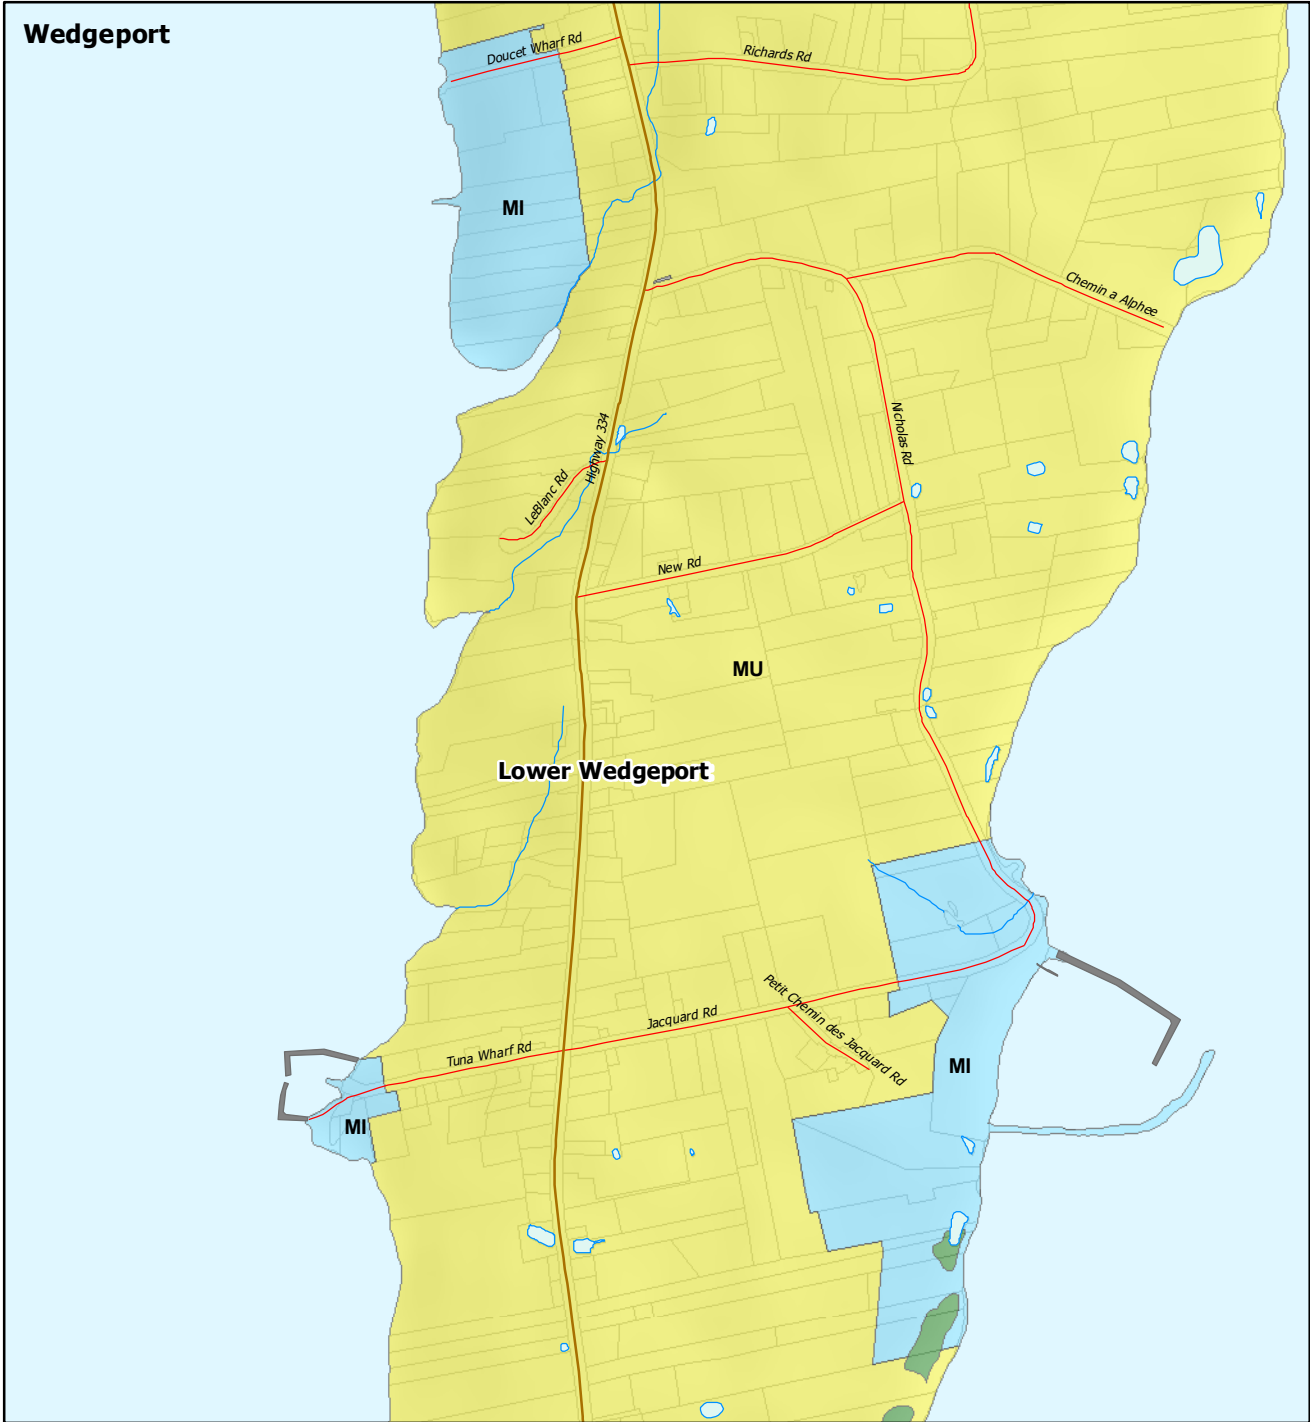 Wedgeport
Doucet Wharf Rd
Richards Rd
MI
Chemin a Alphee
Highway 334
Nicholas Rd
LeBlanc Rd
New Rd
MU
Lower Wedgeport
Petit Chemin des Jacquard Rd
Jacquard Rd
Tuna Wharf Rd
MI
MI